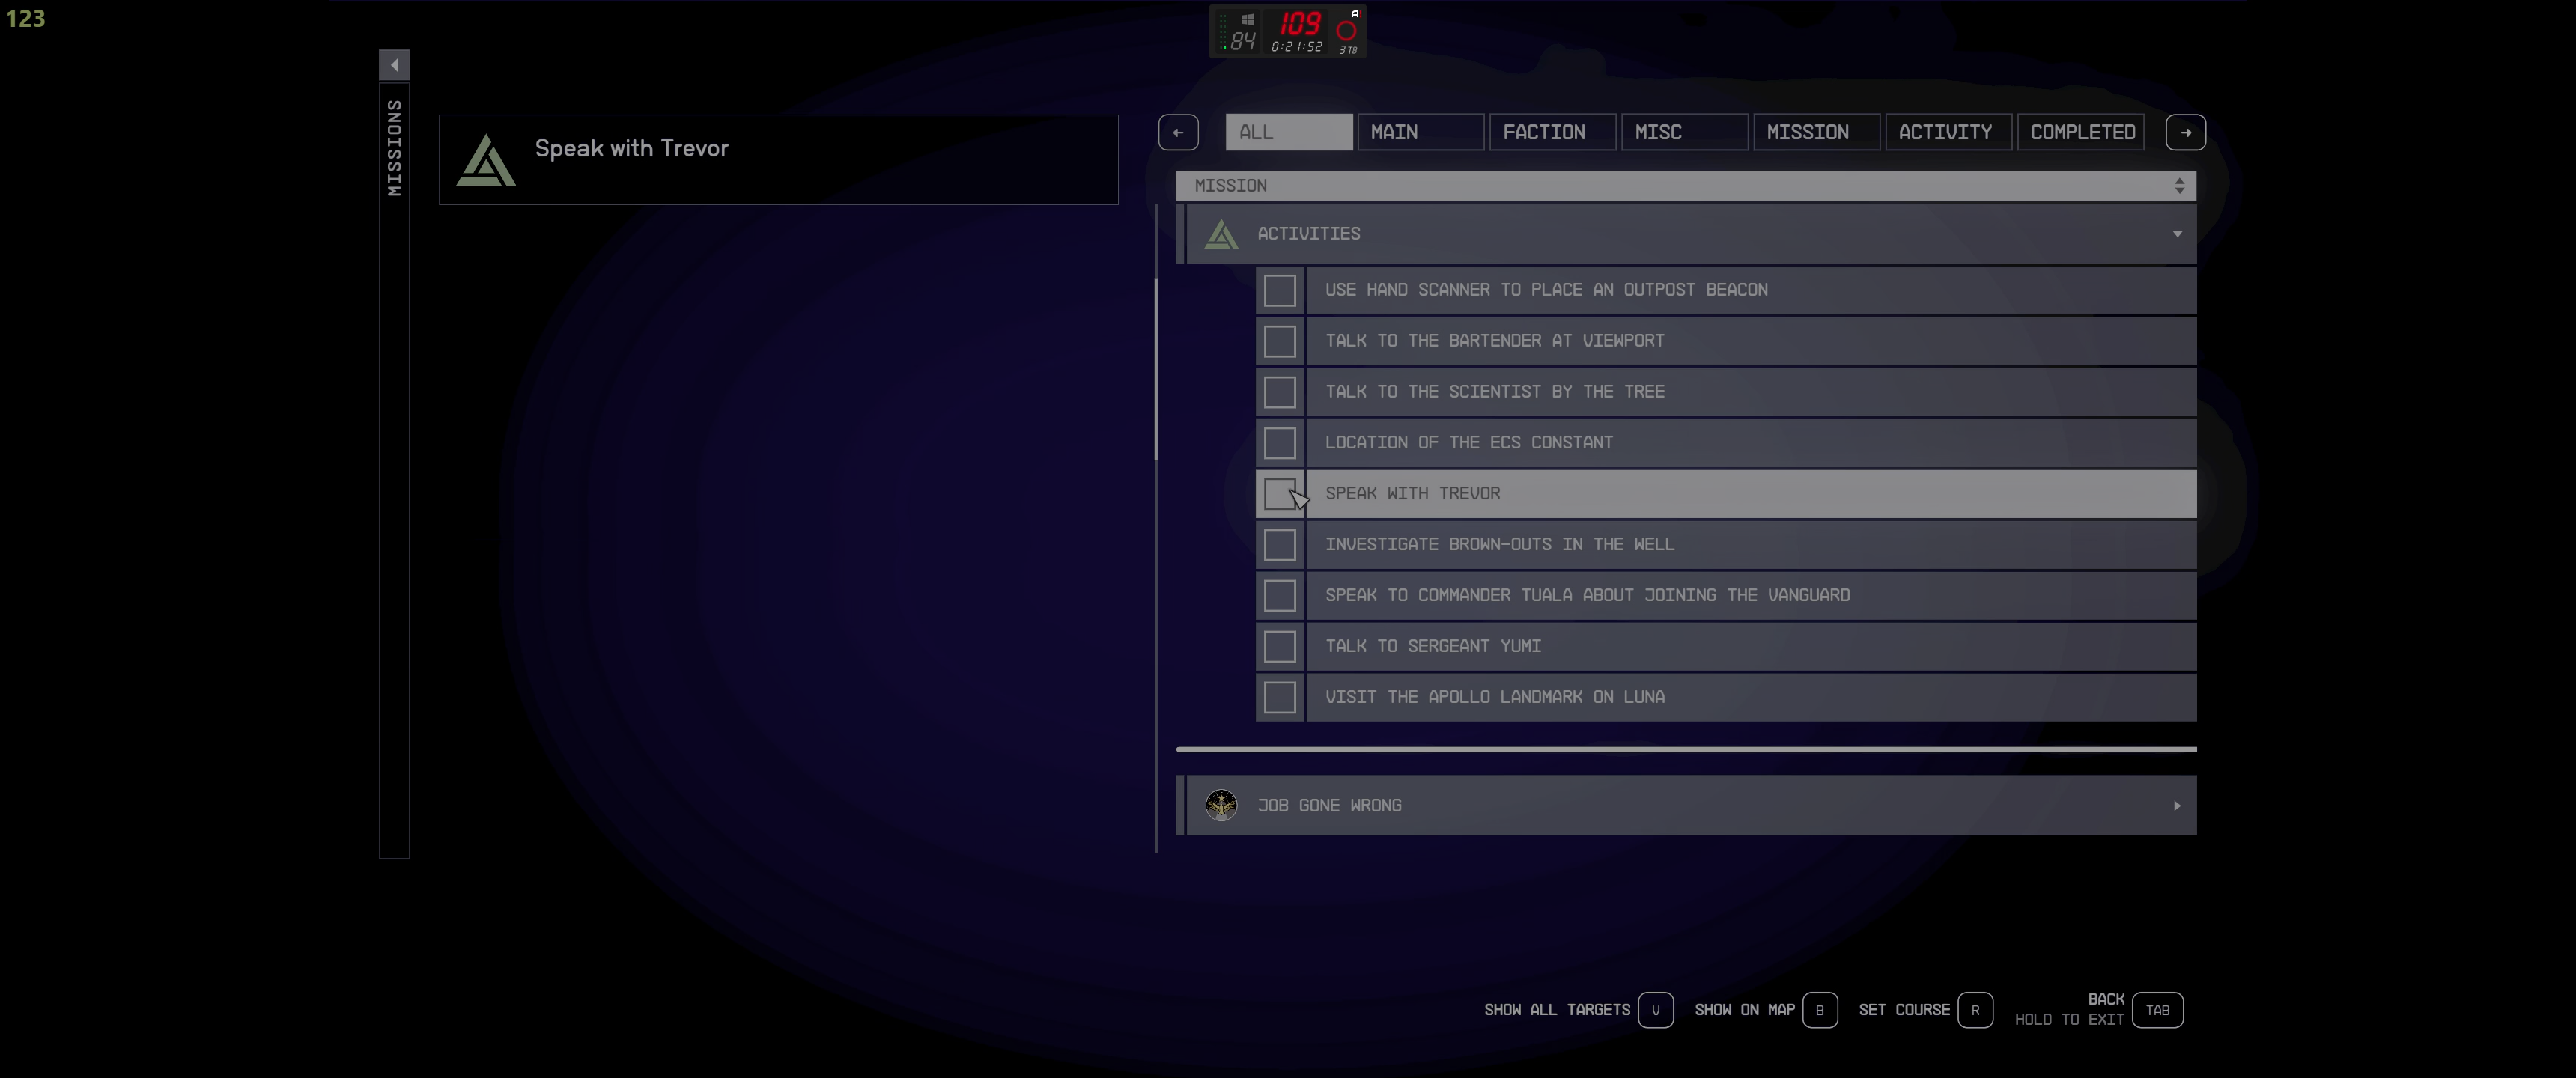 123
84
109
0:21:52
A
3 TB
MISSIONS
Speak with Trevor
ALL
MAIN
FACTION
MISC
MISSION
ACTIVITY
COMPLETED
MISSION
ACTIVITIES
USE HAND SCANNER TO PLACE AN OUTPOST BEACON
TALK TO THE BARTENDER AT VIEWPORT
TALK TO THE SCIENTIST BY THE TREE
LOCATION OF THE ECS CONSTANT
SPEAK WITH TREVOR
INVESTIGATE BROWN-OUTS IN THE WELL
SPEAK TO COMMANDER TUALA ABOUT JOINING THE VANGUARD
TALK TO SERGEANT YUMI
VISIT THE APOLLO LANDMARK ON LUNA
JOB GONE WRONG
SHOW ALL TARGETS V
SHOW ON MAP B
SET COURSE R
BACK
HOLD TO EXIT TAB